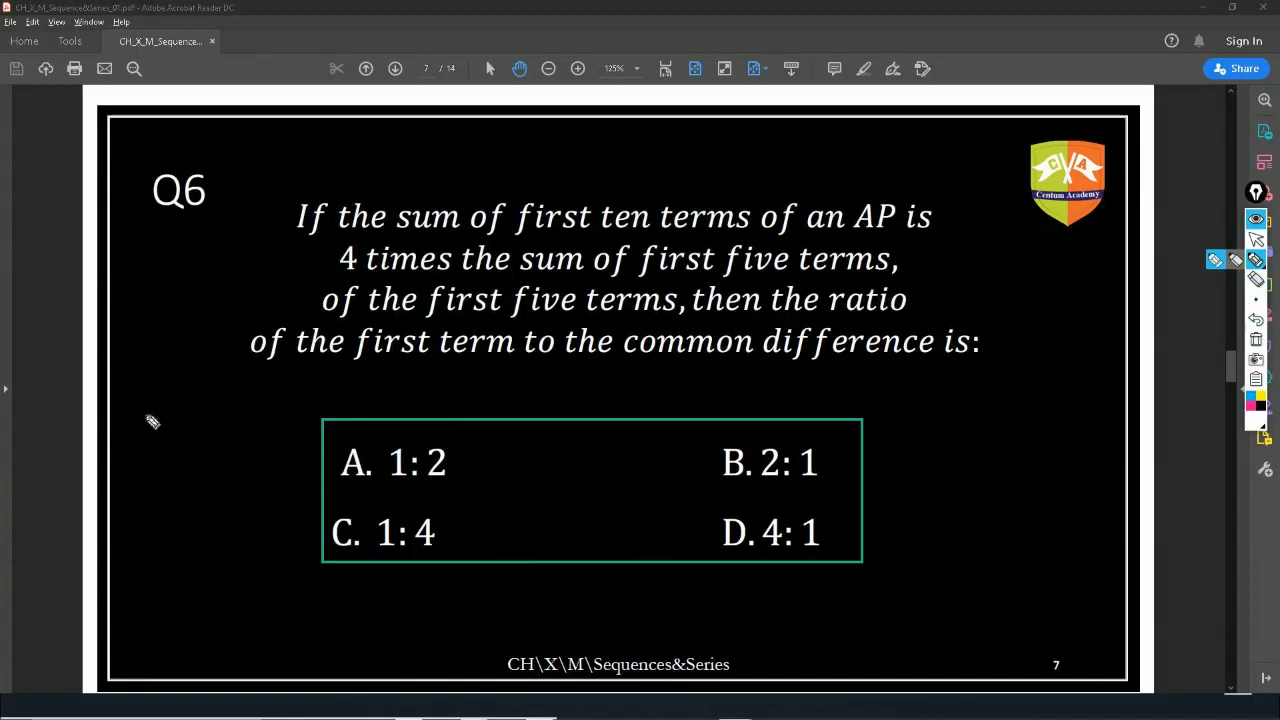 CH_X_M_Sequence&Series_01.pdf - Adobe Acrobat Reader DC
File Edit View Window Help
Home Tools CH_X_M_Sequence... × Sign In
7 / 14 125% Share
Q6
If the sum of first ten terms of an AP is
4 times the sum of first five terms,
of the first five terms, then the ratio
of the first term to the common difference is:
C A
Centum Academy
A. 1: 2 B. 2: 1
C. 1: 4 D. 4: 1
CH\X\M\Sequences&Series 7